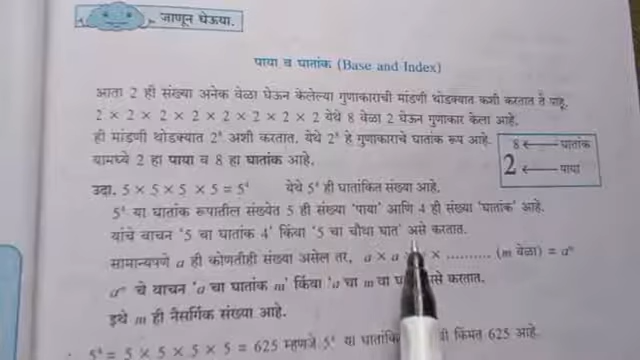 जाणून घेऊया.
पाया व घातांक (Base and Index)
आता 2 ही संख्या अनेक वेळा घेऊन केलेल्या गुणाकाराची मांडणी थोडक्यात कशी करतात ते पाहू.
2 × 2 × 2 × 2 × 2 × 2 × 2 × 2 येथे 8 वेळा 2 घेऊन गुणाकार केला आहे.
ही मांडणी थोडक्यात 2⁸ अशी करतात. येथे 2⁸ हे गुणाकाराचे घातांक रूप आहे.
यामध्ये 2 हा पाया व 8 हा घातांक आहे.
8 ← घातांक
2 ← पाया
उदा. 5 × 5 × 5 × 5 = 5⁴ येथे 5⁴ ही घातांकित संख्या आहे.
5⁴ या घातांक रूपातील संख्येत 5 ही संख्या 'पाया' आणि 4 ही संख्या 'घातांक' आहे.
यांचे वाचन '5 चा घातांक 4' किंवा '5 चा चौथा घात' असे करतात.
सामान्यपणे a ही कोणतीही संख्या असेल तर, a × a × .......... (m वेळा) = aᵐ
aᵐ चे वाचन 'a चा घातांक m' किंवा 'a चा m वा करतात.
इथे m ही नैसर्गिक संख्या आहे.
5⁴ = 5 × 5 × 5 × 5 = 625 म्हणजे 5⁴ या किंमत 625 आहे.